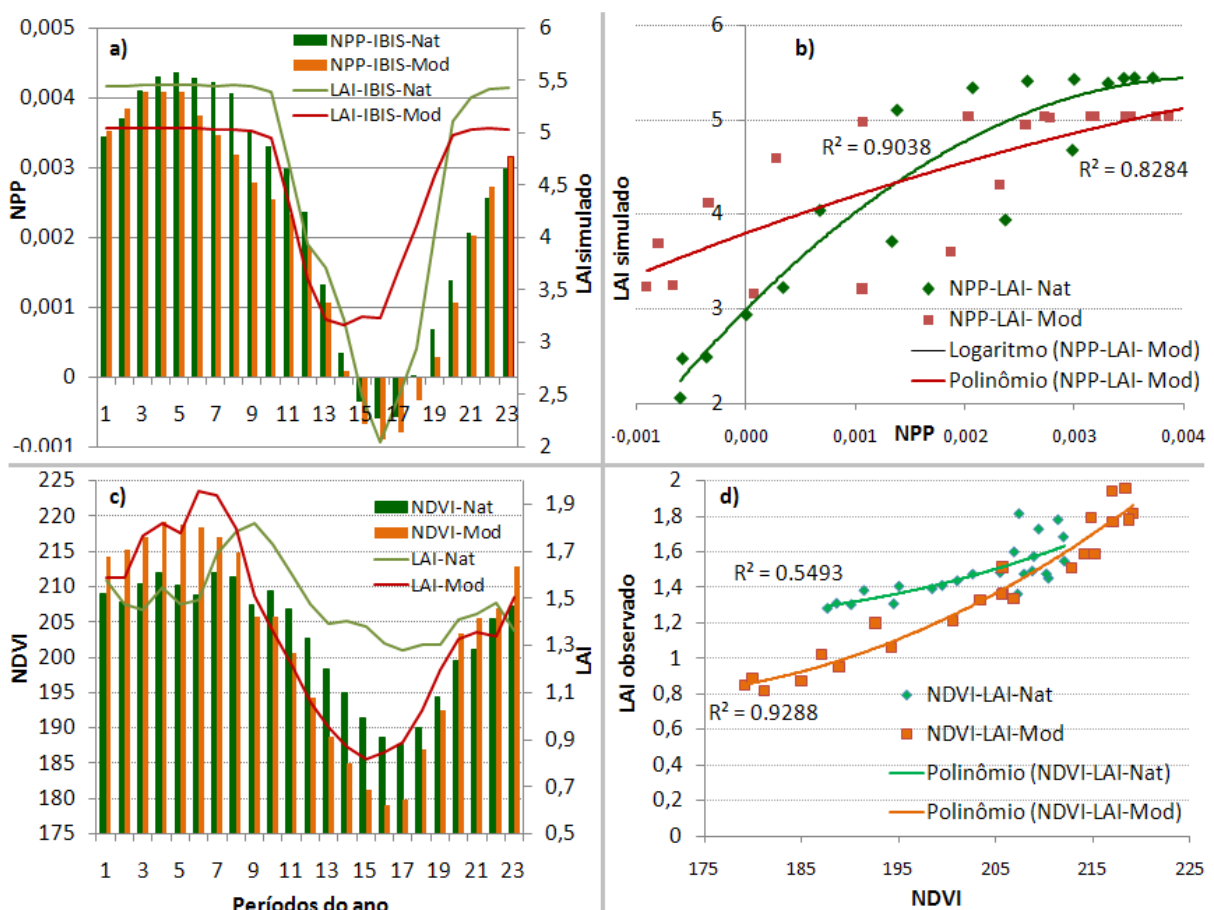 a)
NPP-IBIS-Nat
NPP-IBIS-Mod
LAI-IBIS-Nat
LAI-IBIS-Mod
NPP
0,005
0,004
0,003
0,002
0,001
0
-0.001
LAI simulado
6
5,5
5
4,5
4
3,5
3
2,5
2
1 3 5 7 9 11 13 15 17 19 21 23
b)
LAI simulado
6
5
4
3
2
R² = 0.9038
R² = 0.8284
NPP-LAI- Nat
NPP-LAI- Mod
Logaritmo (NPP-LAI- Mod)
Polinômio (NPP-LAI- Mod)
-0,001 0,000 0,001 0,002 0,003 0,004
NPP
c)
NDVI-Nat
NDVI-Mod
LAI-Nat
LAI-Mod
NDVI
225
220
215
210
205
200
195
190
185
180
175
LAI
1,9
1,7
1,5
1,3
1,1
0,9
0,7
0,5
1 3 5 7 9 11 13 15 17 19 21 23
Períodos do ano
d)
LAI observado
2
1,8
1,6
1,4
1,2
1
0,8
0,6
0,4
0,2
0
R² = 0.5493
R² = 0.9288
NDVI-LAI-Nat
NDVI-LAI-Mod
Polinômio (NDVI-LAI-Nat)
Polinômio (NDVI-LAI-Mod)
175 185 195 205 215 225
NDVI